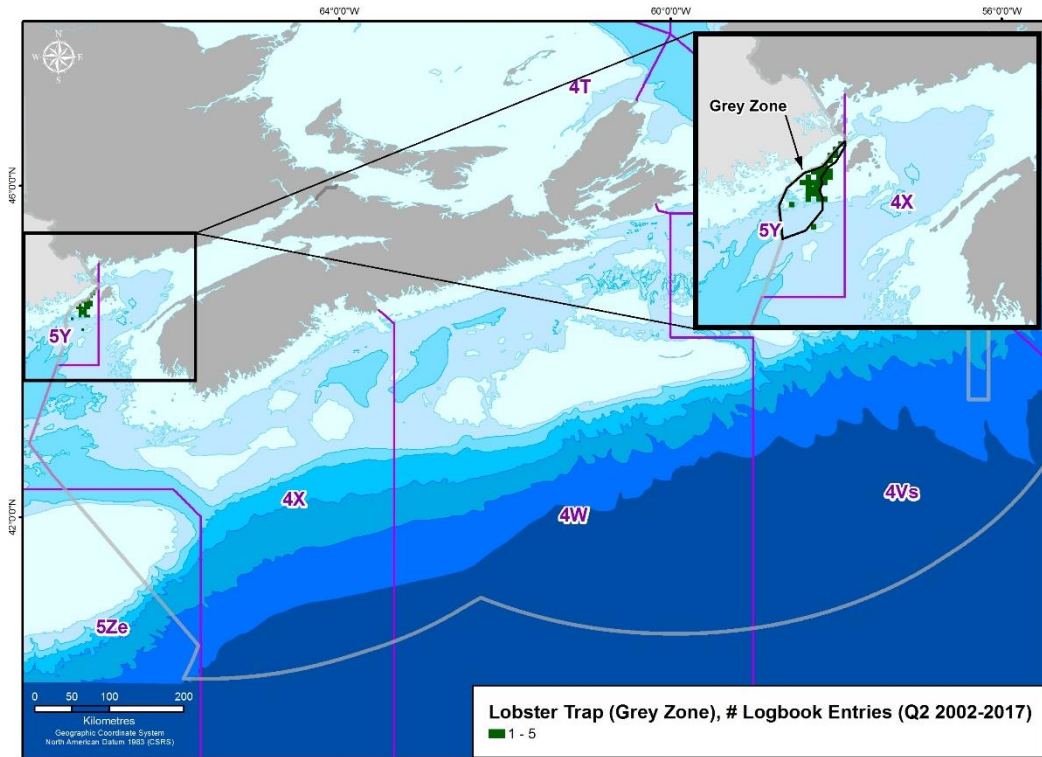 64°0'0"W
60°0'0"W
56°0'0"W
N
W
E
S
4T
Grey Zone
4X
5Y
46°0'0"N
5Y
42°0'0"N
4X
4W
4Vs
5Ze
0 50 100 200
Kilometres
Geographic Coordinate System
North American Datum 1983 (CSRS)
Lobster Trap (Grey Zone), # Logbook Entries (Q2 2002-2017)
1 - 5